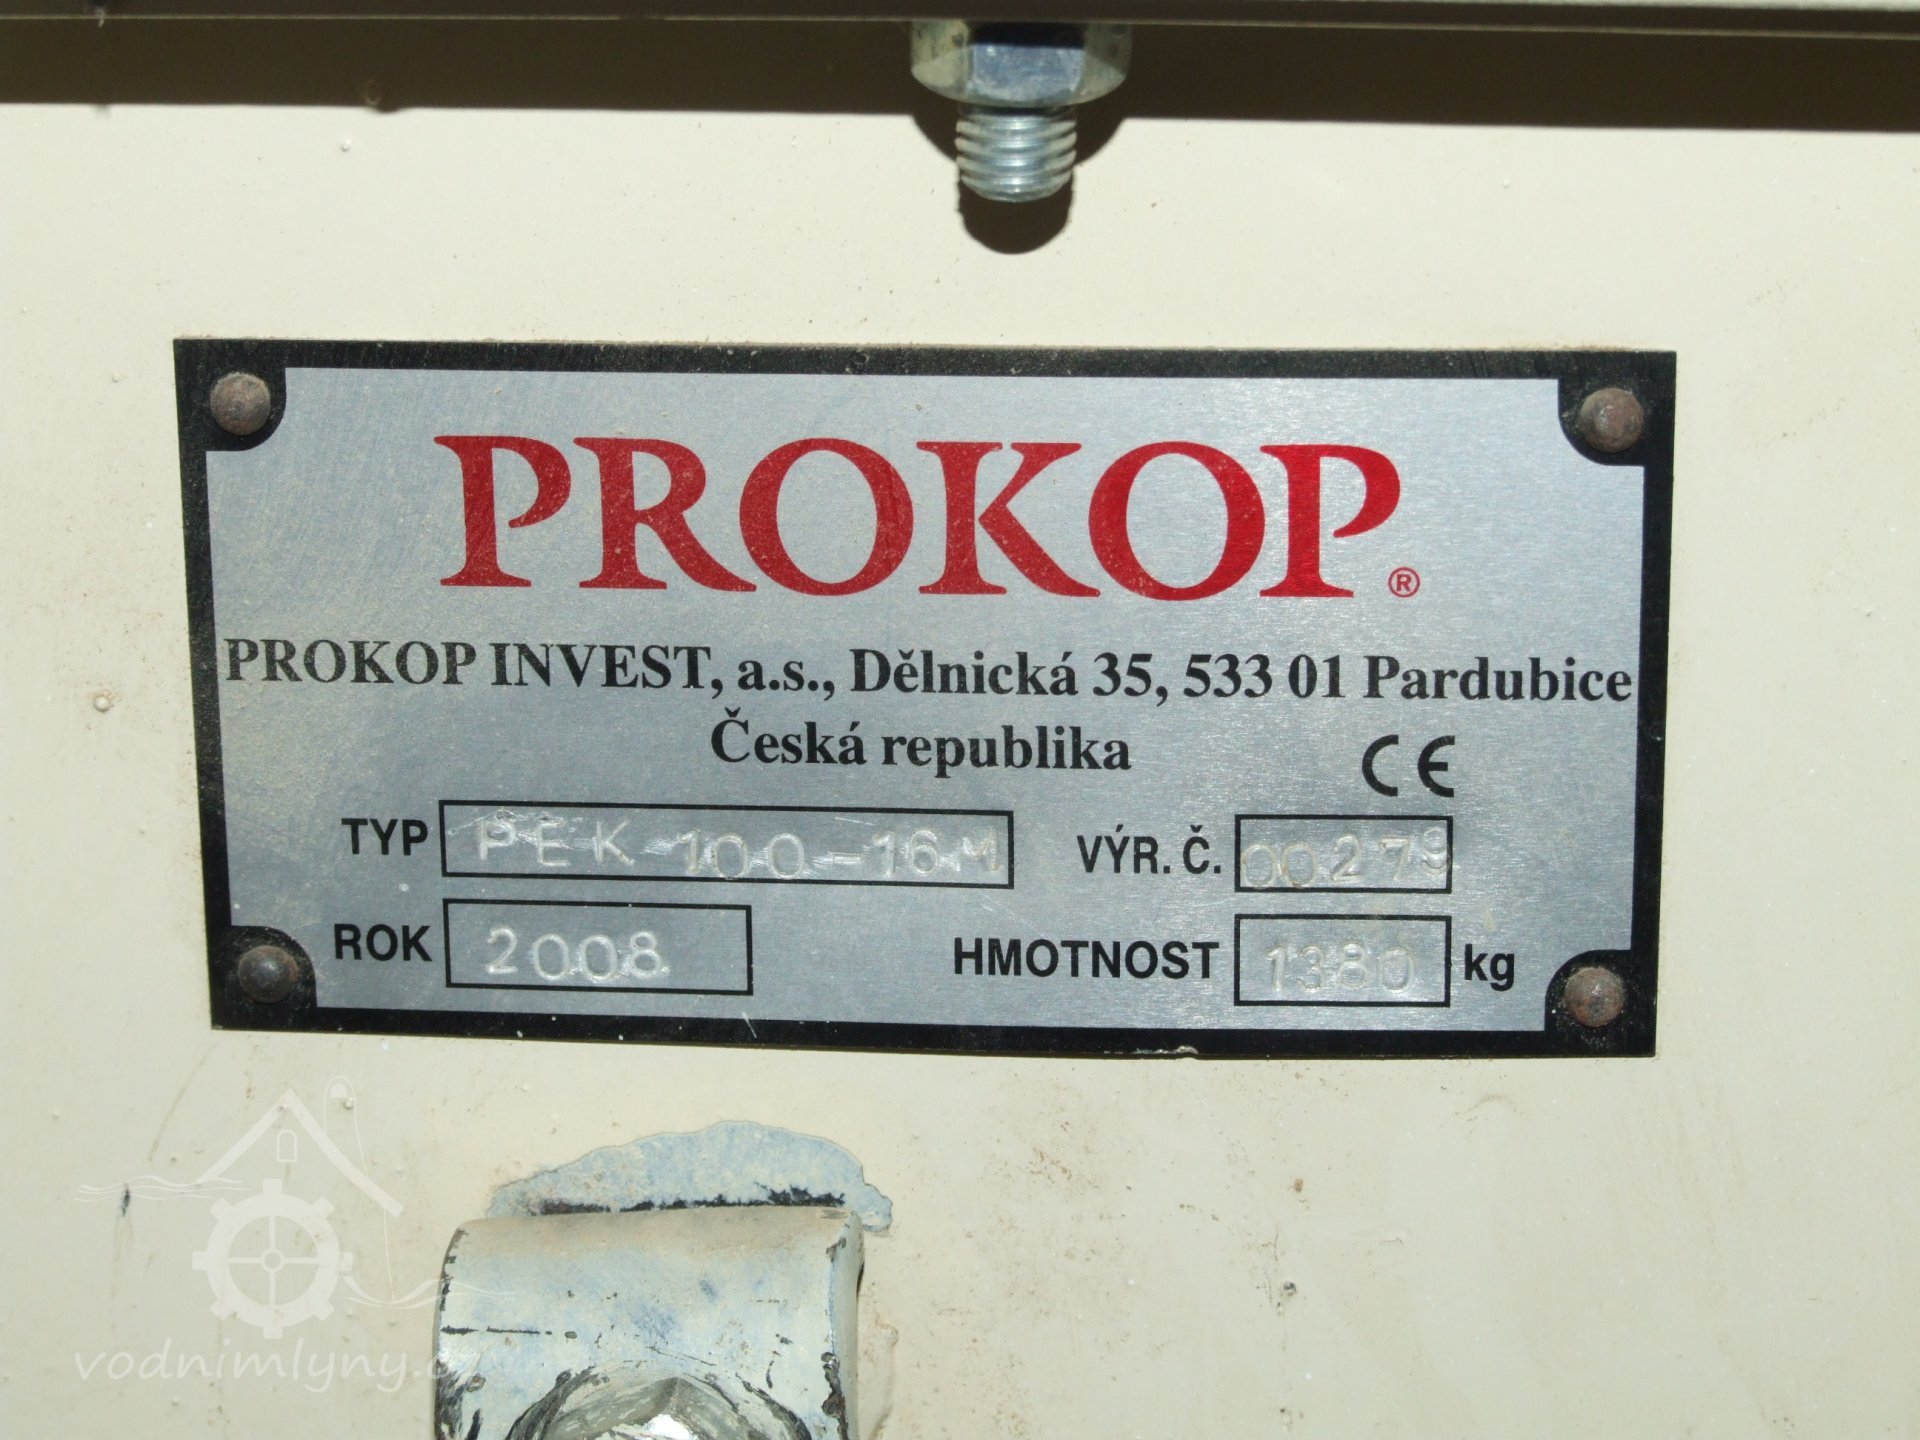 PROKOP®
PROKOP INVEST, a.s., Dělnická 35, 533 01 Pardubice
Česká republika CE
TYP PEK 100-16M VÝR. Č. 00279
ROK 2008 HMOTNOST 1380 kg